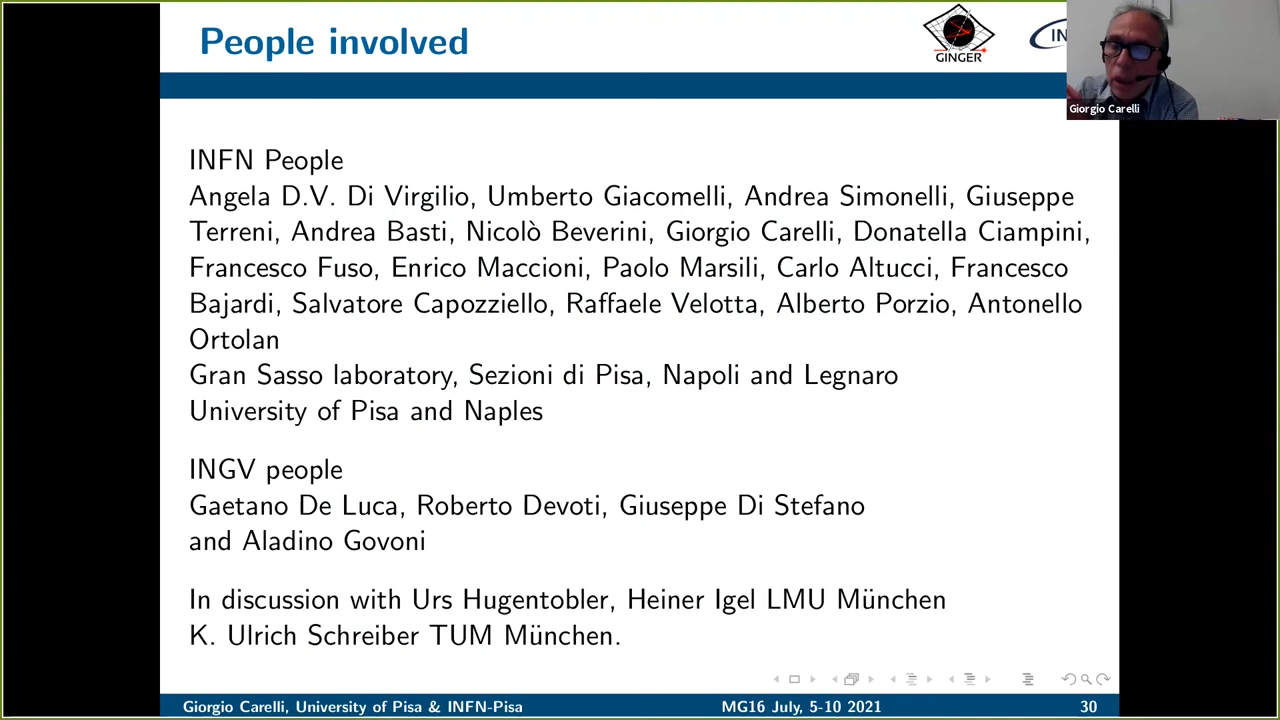 People involved
GINGER
IN
Giorgio Carelli
INFN People
Angela D.V. Di Virgilio, Umberto Giacomelli, Andrea Simonelli, Giuseppe
Terreni, Andrea Basti, Nicolò Beverini, Giorgio Carelli, Donatella Ciampini,
Francesco Fuso, Enrico Maccioni, Paolo Marsili, Carlo Altucci, Francesco
Bajardi, Salvatore Capozziello, Raffaele Velotta, Alberto Porzio, Antonello
Ortolan
Gran Sasso laboratory, Sezioni di Pisa, Napoli and Legnaro
University of Pisa and Naples
INGV people
Gaetano De Luca, Roberto Devoti, Giuseppe Di Stefano
and Aladino Govoni
In discussion with Urs Hugentobler, Heiner Igel LMU München
K. Ulrich Schreiber TUM München.
Giorgio Carelli, University of Pisa & INFN-Pisa MG16 July, 5-10 2021 30